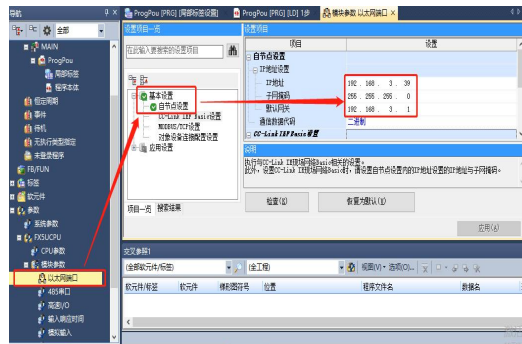 导航
全部
MAIN
ProgPou
局部标签
程序本体
恒定周期
事件
待机
无执行类型指定
未登录程序
FB/FUN
标签
软元件
参数
系统参数
FX5UCPU
CPU参数
模块参数
以太网端口
485串口
高速I/O
输入响应时间
模拟输入
ProgPou [PRG] [局部标签设置]
ProgPou [PRG] [LD] 1步
模块参数 以太网端口
设置项目一览
在此输入要搜索的设置项目
基本设置
自节点设置
CC-Link IEF Basic设置
MODBUS/TCP设置
对象设备连接配置设置
应用设置
项目一览 搜索结果
设置项目
项目 设置
自节点设置
IP地址设置
IP地址 192 . 168 . 3 . 39
子网掩码 255 . 255 . 255 . 0
默认网关 192 . 168 . 3 . 1
通信数据代码 二进制
CC-Link IEF Basic设置
说明
执行与CC-Link IE现场网络Basic相关的设置。
此外，设置CC-Link IE现场网络Basic时，请设置自节点设置内的IP地址设置的IP地址与子网掩码。
检查(K) 恢复为默认(U)
应用(A)
交叉参照1
(全部软元件/标签) (全工程) 视图(V) 选项(O)...
软元件/标签 软元件 梯形图符号 位置 程序文件名 数据名